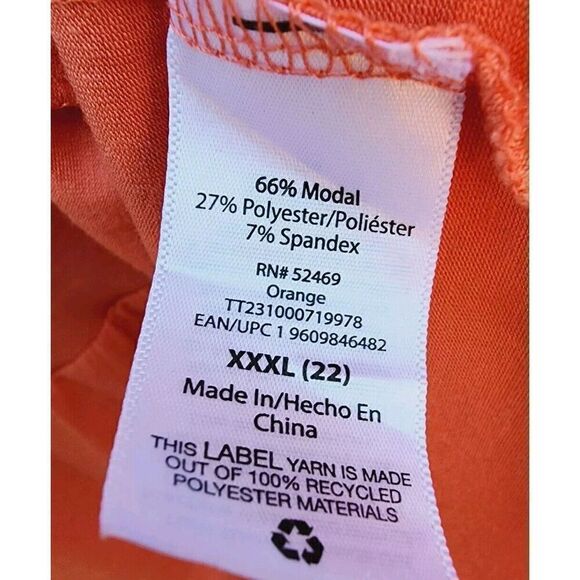 66% Modal
27% Polyester/Poliéster
7% Spandex
RN# 52469
Orange
TT231000719978
EAN/UPC 1 9609846482
XXXL (22)
Made In/Hecho En
China
THIS LABEL YARN IS MADE
OUT OF 100% RECYCLED
POLYESTER MATERIALS